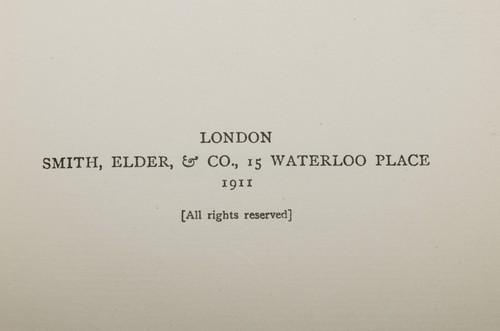 LONDON
SMITH, ELDER, & CO., 15 WATERLOO PLACE
1911
[All rights reserved]